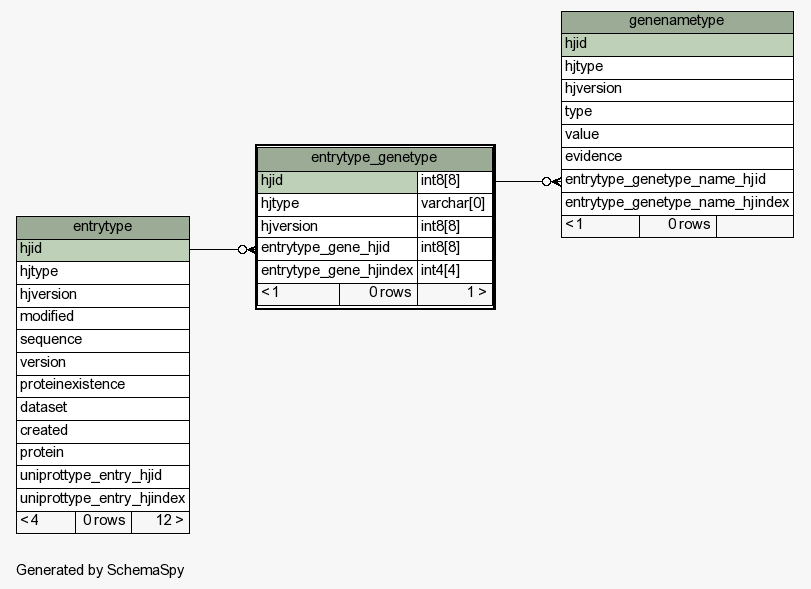 genenametype
hjid
hjtype
hjversion
type
value
evidence
entrytype_genetype_name_hjid
entrytype_genetype_name_hjindex
< 1 0 rows
entrytype_genetype
hjid int8[8]
hjtype varchar[0]
hjversion int8[8]
entrytype_gene_hjid int8[8]
entrytype_gene_hjindex int4[4]
< 1 0 rows 1 >
entrytype
hjid
hjtype
hjversion
modified
sequence
version
proteinexistence
dataset
created
protein
uniprottype_entry_hjid
uniprottype_entry_hjindex
< 4 0 rows 12 >
Generated by SchemaSpy